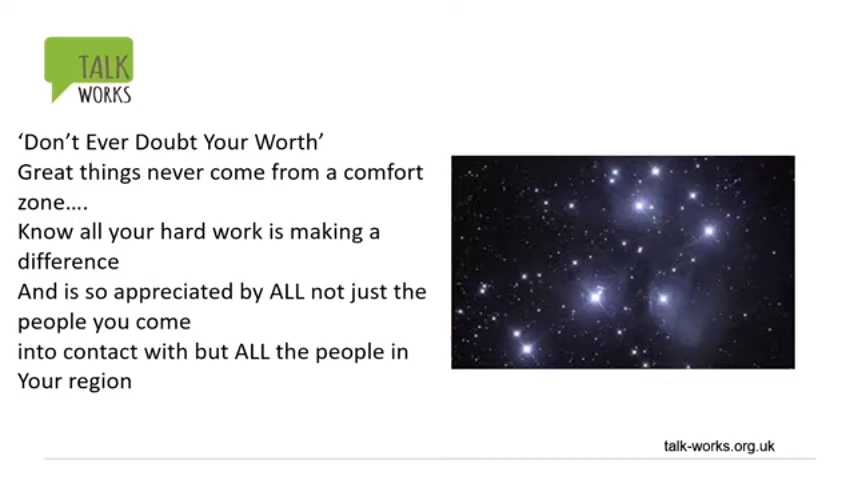 TALK
WORKS
‘Don’t Ever Doubt Your Worth’
Great things never come from a comfort
zone….
Know all your hard work is making a
difference
And is so appreciated by ALL not just the
people you come
into contact with but ALL the people in
Your region
talk-works.org.uk